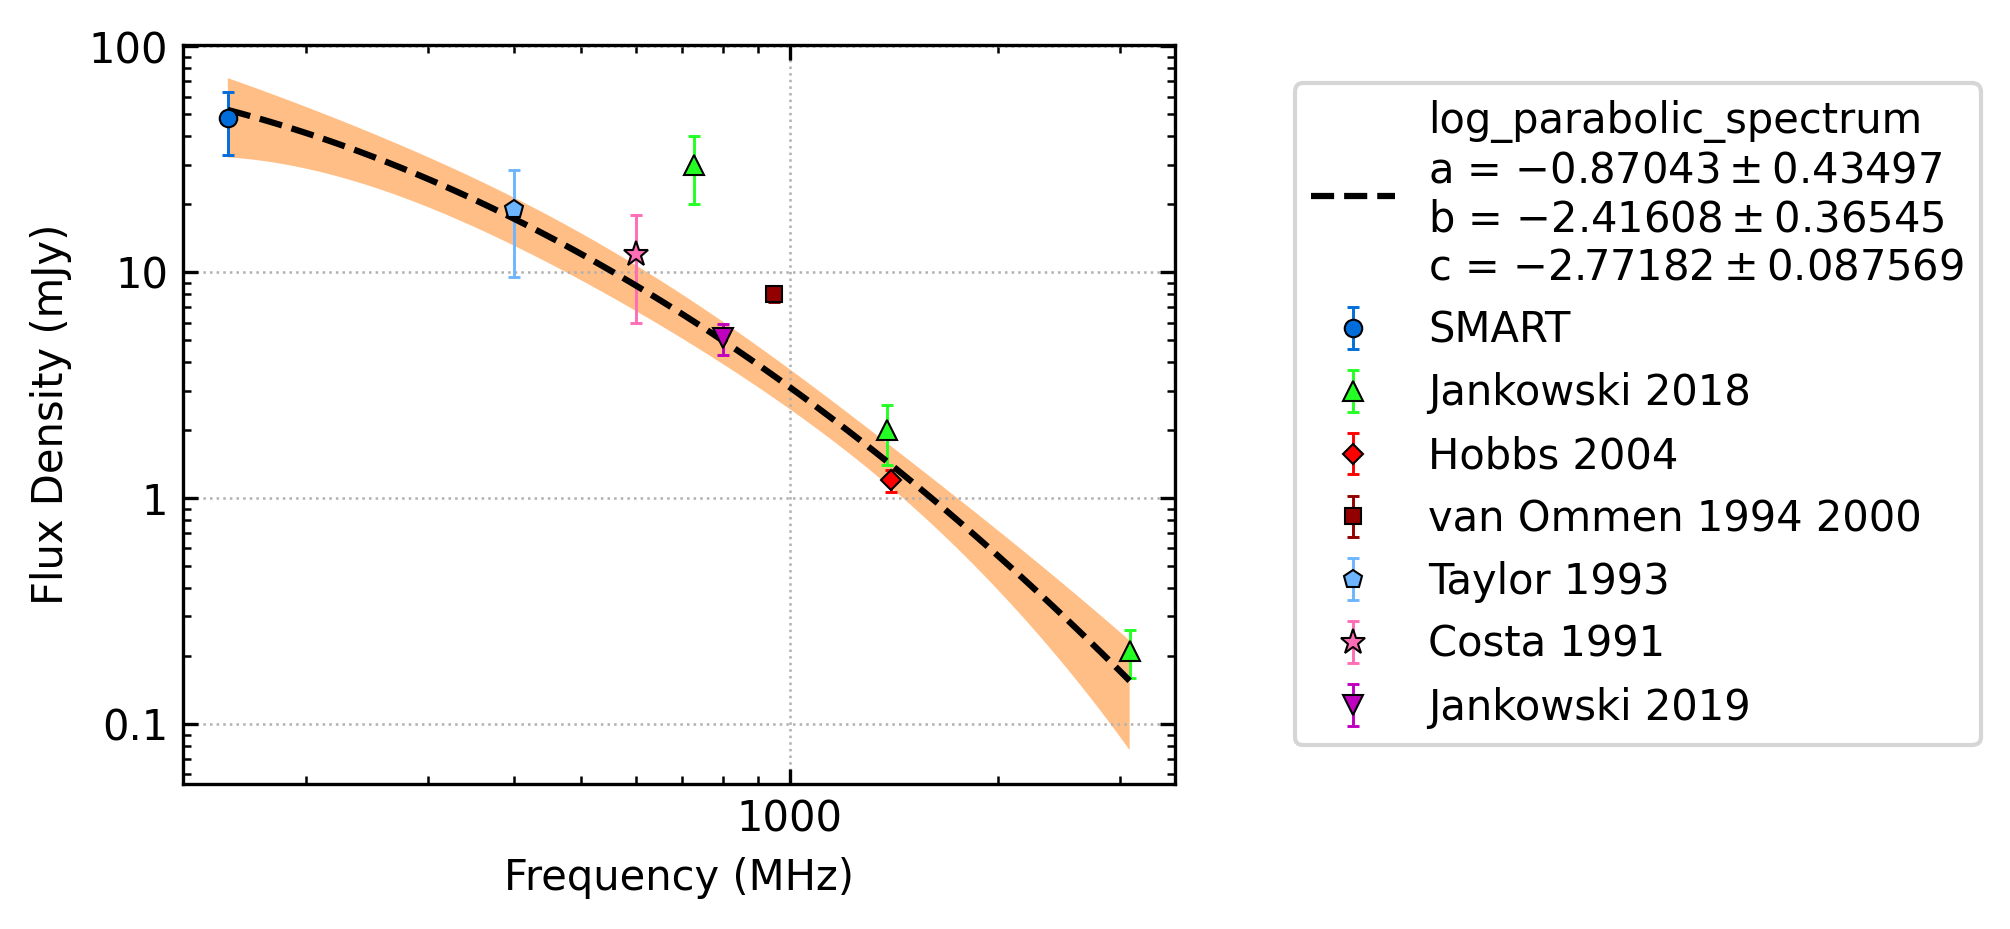 100
10
1
0.1
Flux Density (mJy)
1000
Frequency (MHz)
log_parabolic_spectrum
a = −0.87043 ± 0.43497
b = −2.41608 ± 0.36545
c = −2.77182 ± 0.087569
SMART
Jankowski 2018
Hobbs 2004
van Ommen 1994 2000
Taylor 1993
Costa 1991
Jankowski 2019